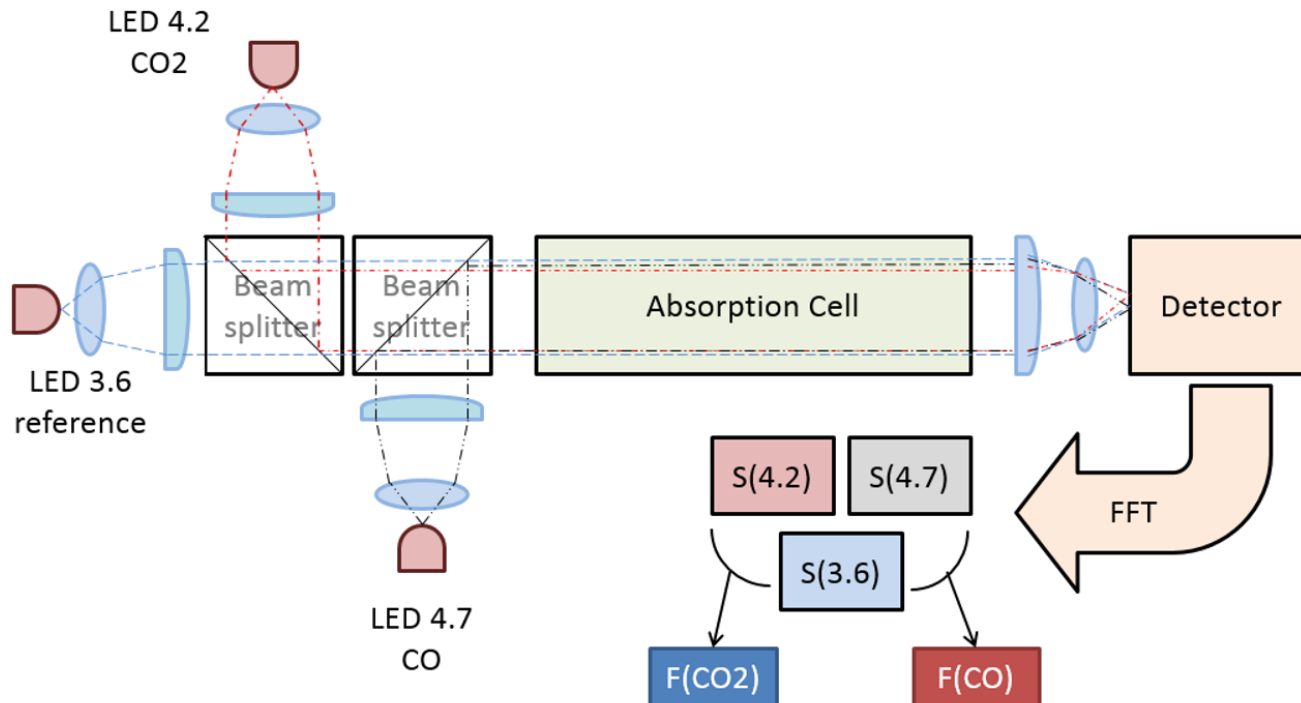 LED 4.2
CO2
Beam
splitter
Beam
splitter
Absorption Cell
Detector
LED 3.6
reference
S(4.2)
S(4.7)
FFT
S(3.6)
LED 4.7
CO
F(CO2)
F(CO)